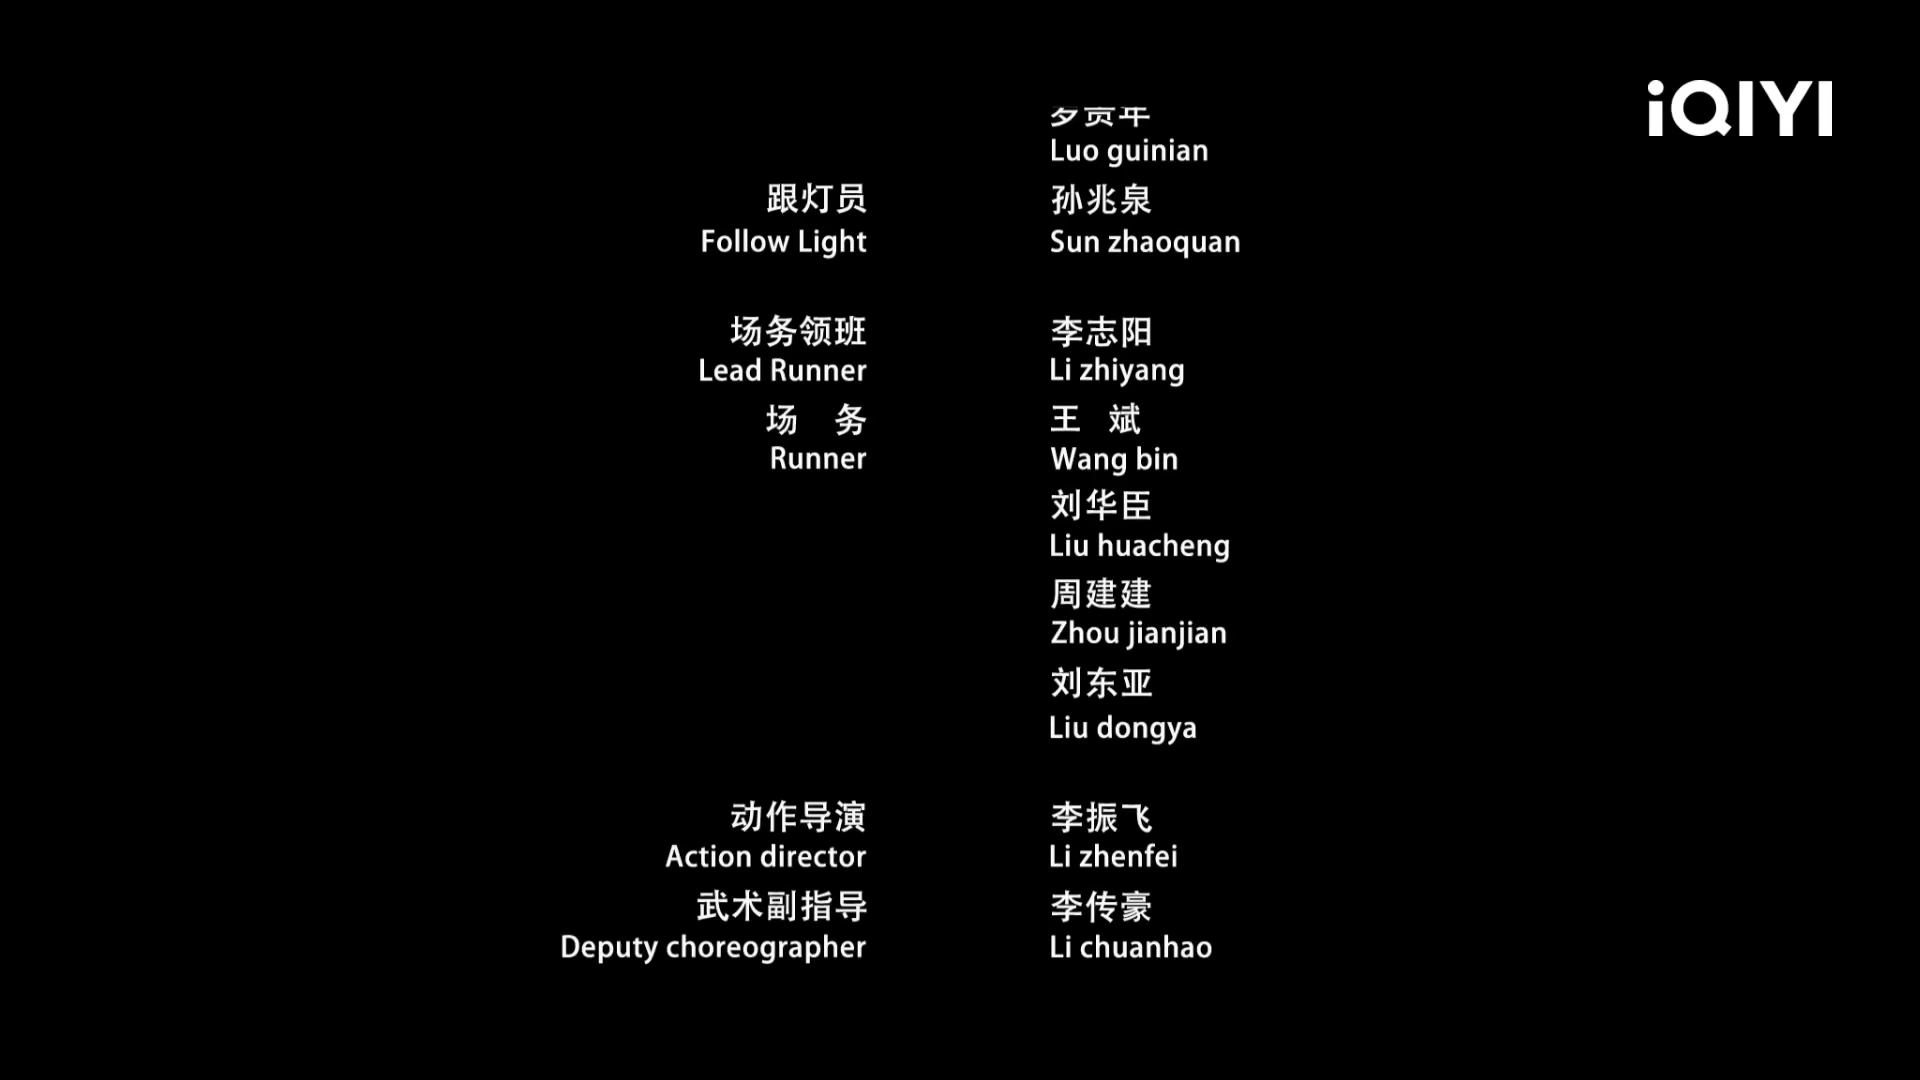 iQIYI
Luo guinian
跟灯员 孙兆泉
Follow Light Sun zhaoquan
场务领班 李志阳
Lead Runner Li zhiyang
场 务 王 斌
Runner Wang bin
刘华臣
Liu huacheng
周建建
Zhou jianjian
刘东亚
Liu dongya
动作导演 李振飞
Action director Li zhenfei
武术副指导 李传豪
Deputy choreographer Li chuanhao